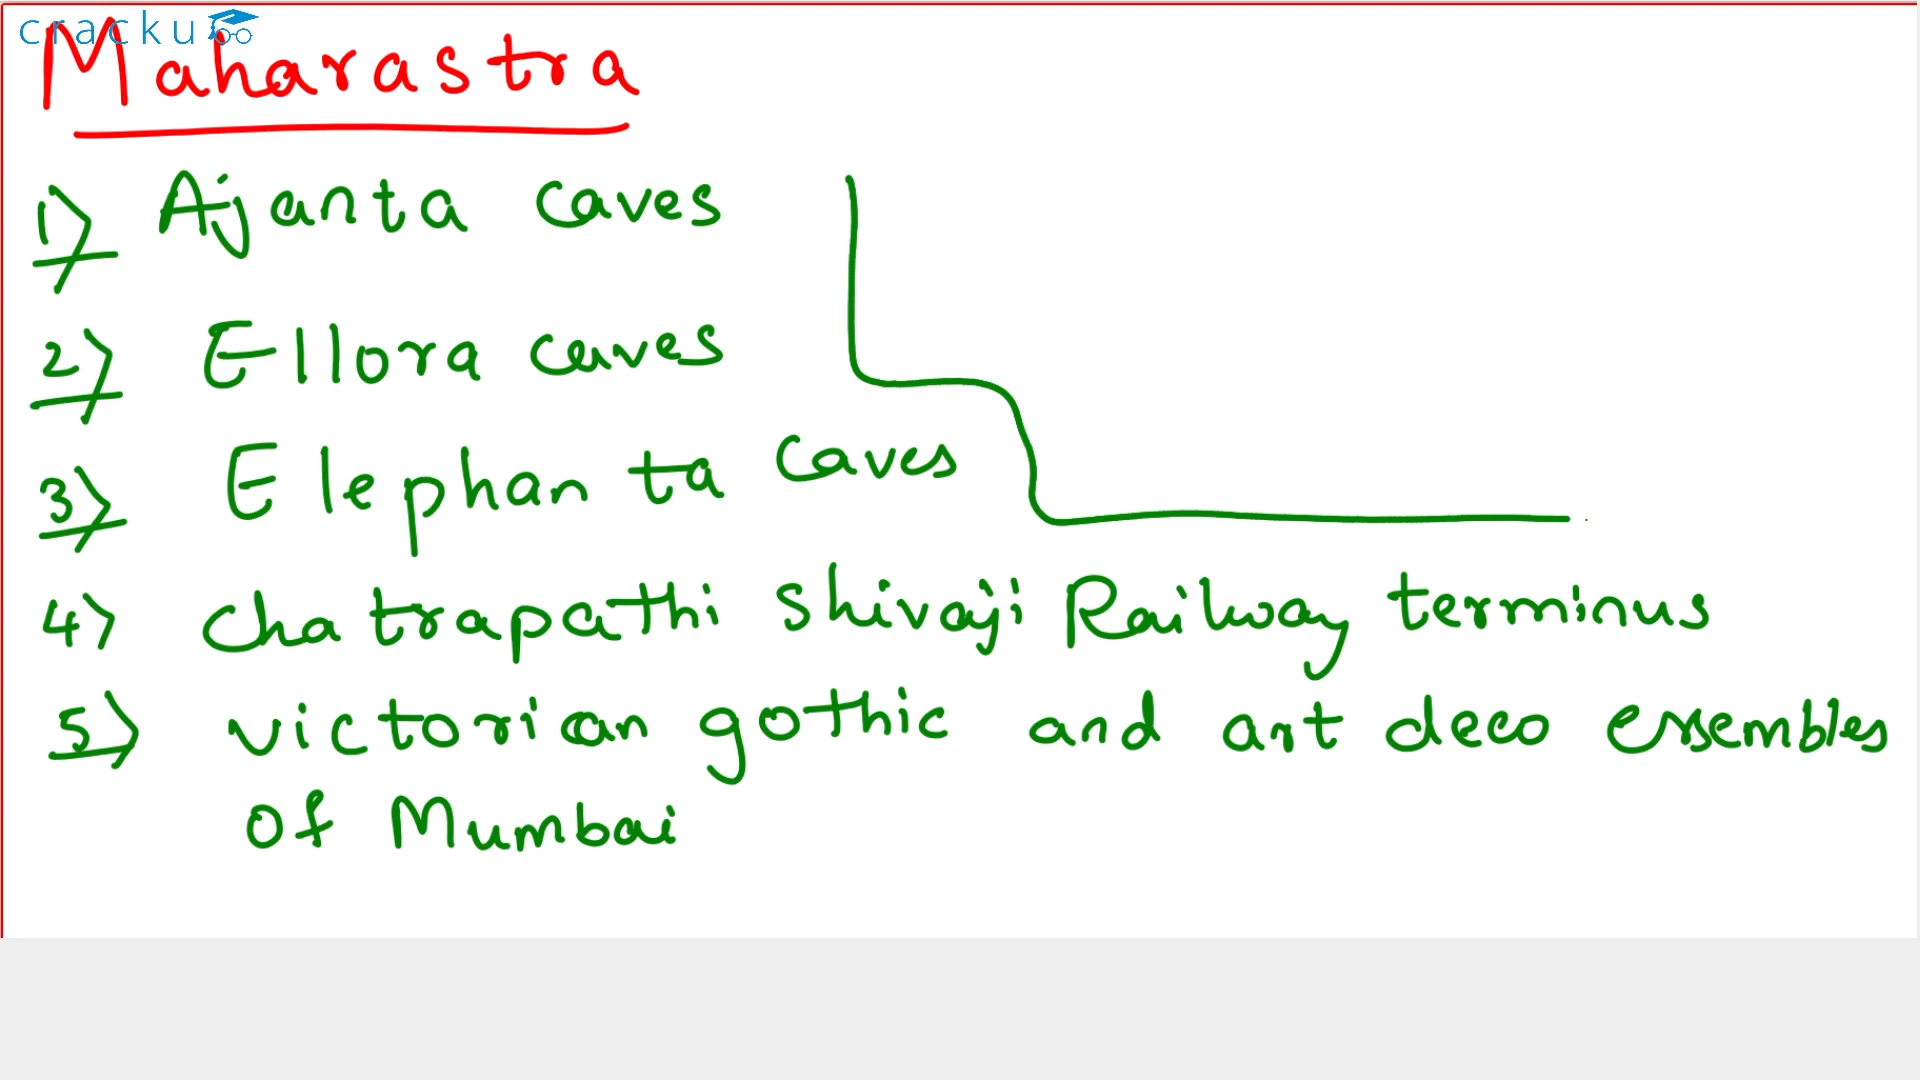 cracku
Maharastra
1) Ajanta caves
2) Ellora caves
3) Elephanta caves
4) Chatrapathi Shivaji Railway terminus
5) victorian gothic and art deco ensembles
of Mumbai